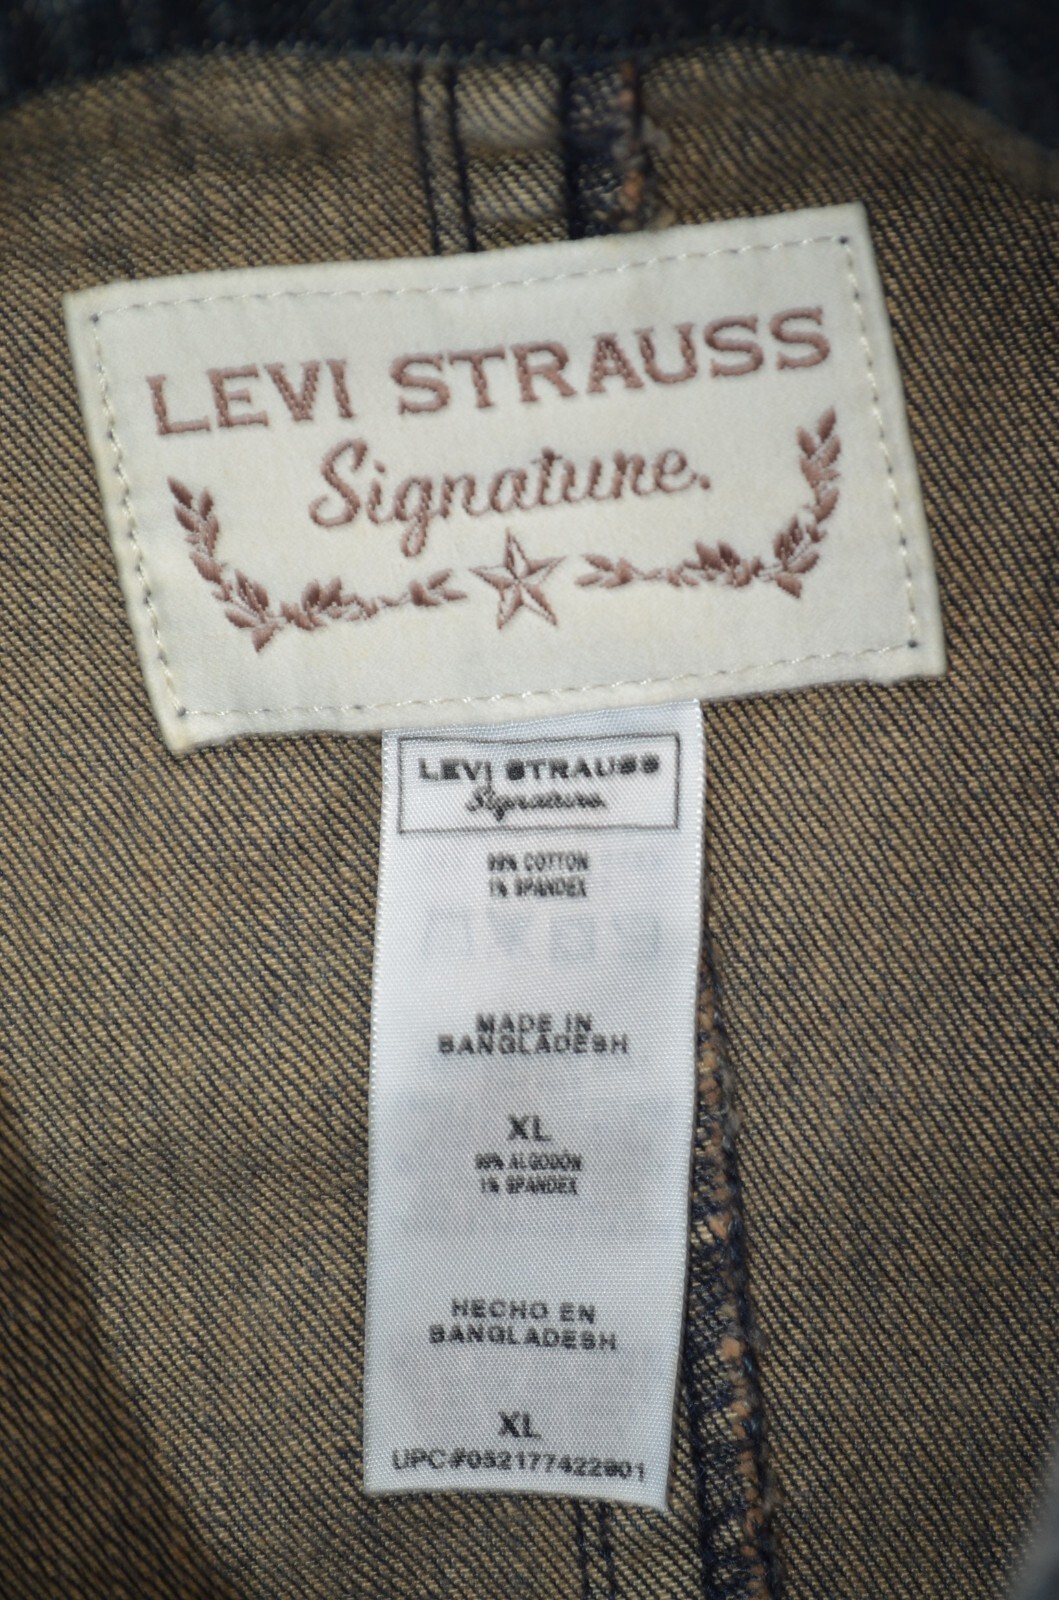 LEVI STRAUSS
Signature.
LEVI STRAUSS
Signature.
99% COTTON
1% SPANDEX
MADE IN
BANGLADESH
XL
99% ALGODÓN
1% SPANDEX
HECHO EN
BANGLADESH
XL
UPC#052177422901